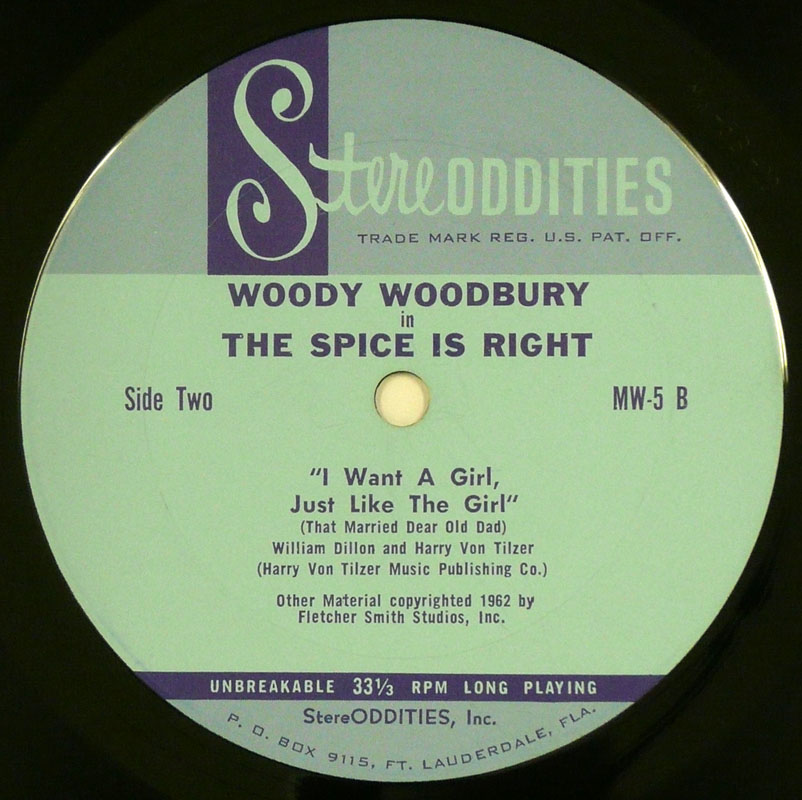 StereODDITIES
TRADE MARK REG. U.S. PAT. OFF.
WOODY WOODBURY
in
THE SPICE IS RIGHT
Side Two
MW-5 B
"I Want A Girl,
Just Like The Girl"
(That Married Dear Old Dad)
William Dillon and Harry Von Tilzer
(Harry Von Tilzer Music Publishing Co.)
Other Material copyrighted 1962 by
Fletcher Smith Studios, Inc.
UNBREAKABLE 33⅓ RPM LONG PLAYING
StereODDITIES, Inc.
P. O. BOX 9115, FT. LAUDERDALE, FLA.